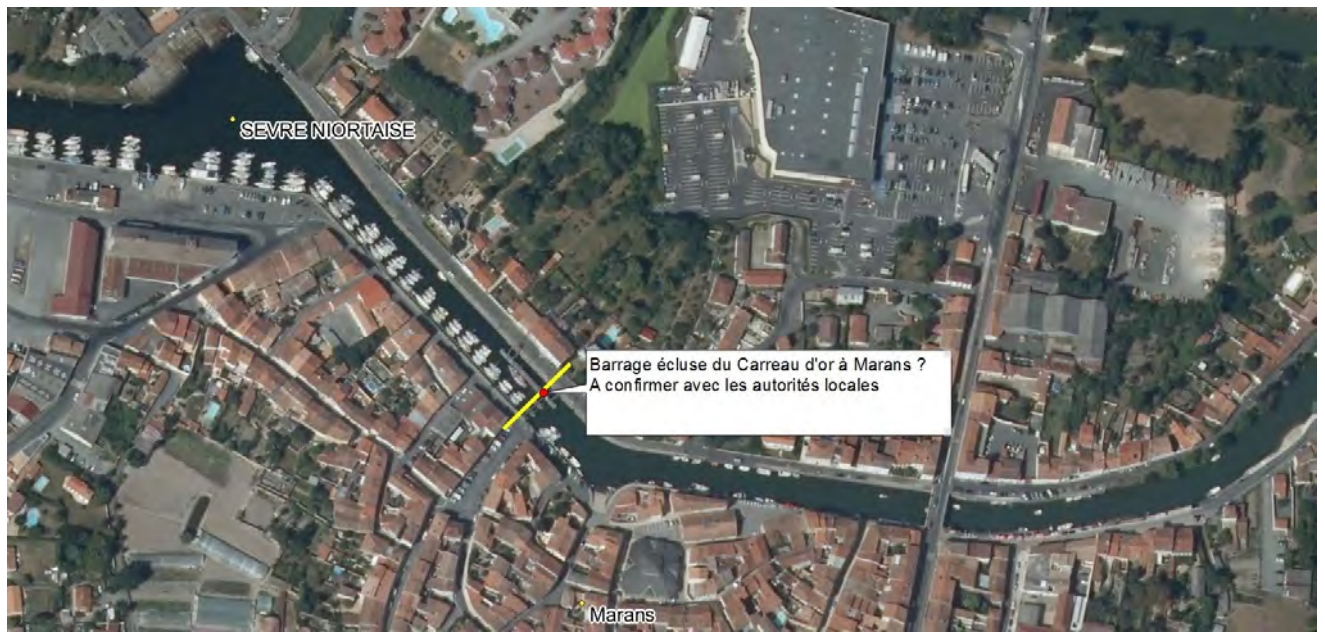 SEVRE NIORTAISE
Barrage écluse du Carreau d'or à Marans ?
A confirmer avec les autorités locales
Marans